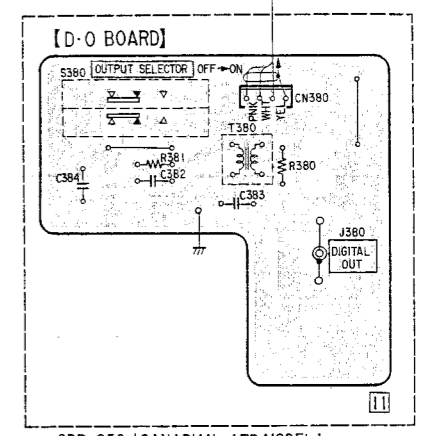 【D·O BOARD】
S380 OUTPUT SELECTOR OFF→ON
CN380
PNK
WHT
YEL
T380
R381
C382
C384
R380
C383
J380
DIGITAL
OUT
11